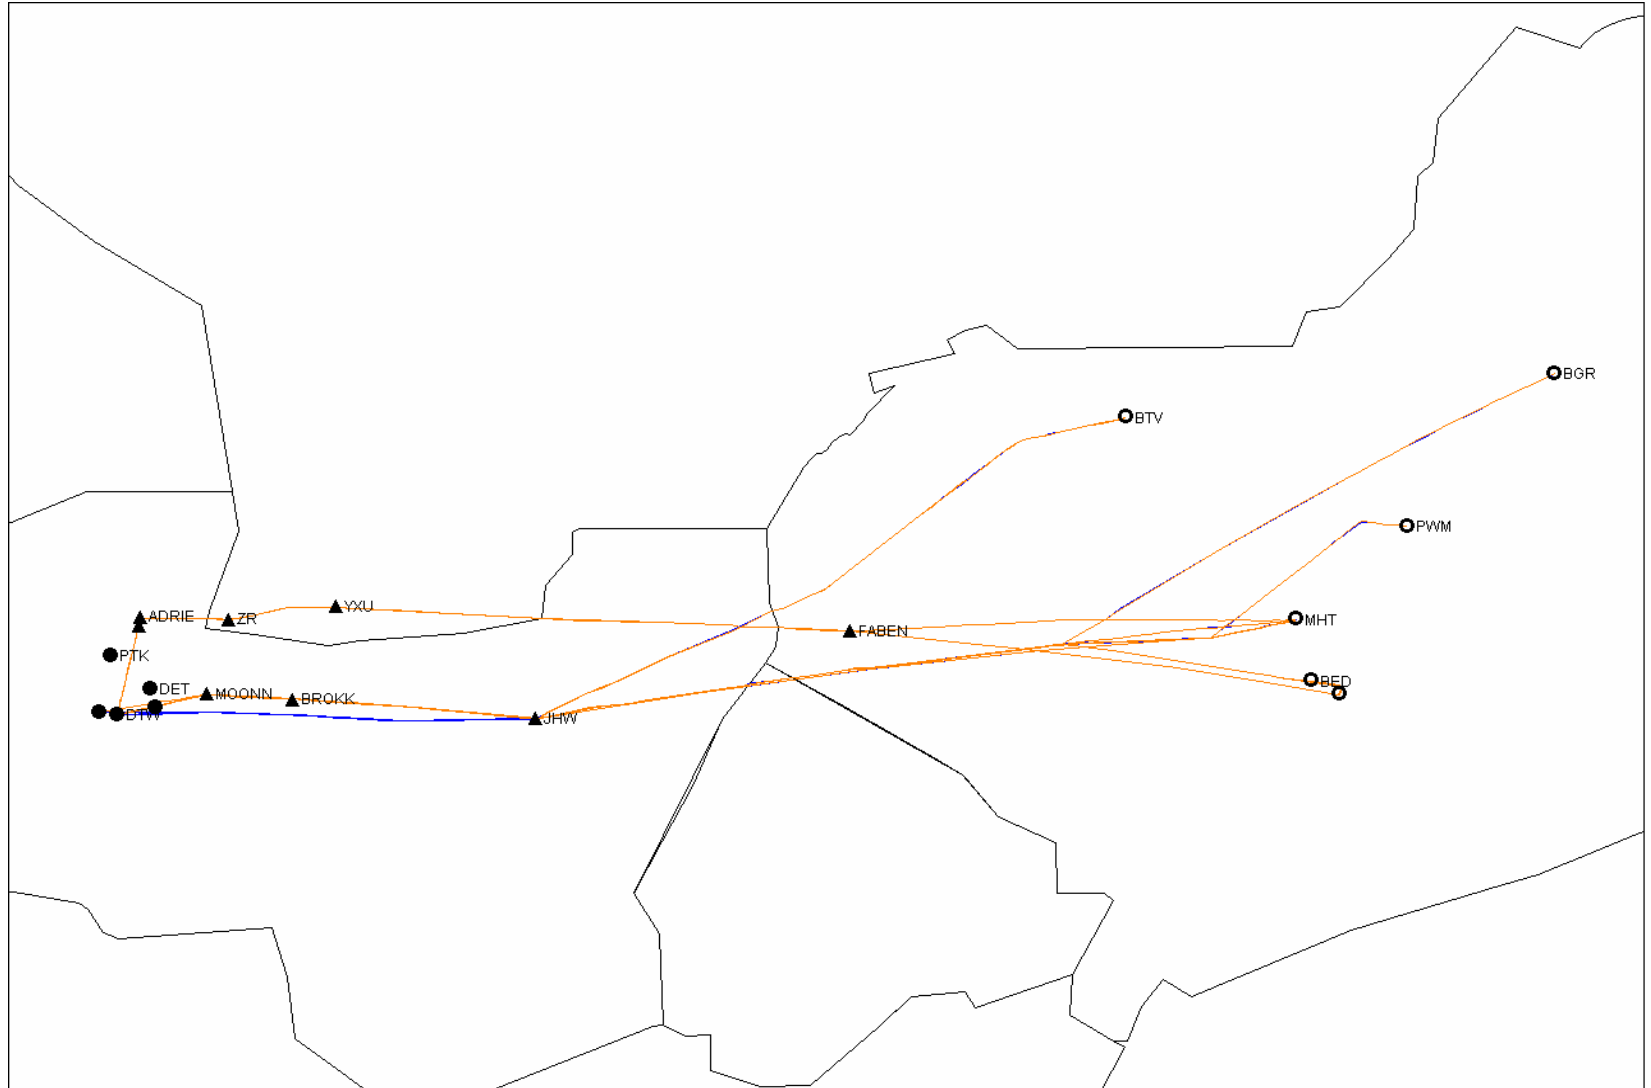 BGR
BTV
PWM
YXU
ADRIE
ZR
MHT
FABEN
PTK
BED
DET
MOONN
BROKK
DTW
JHW